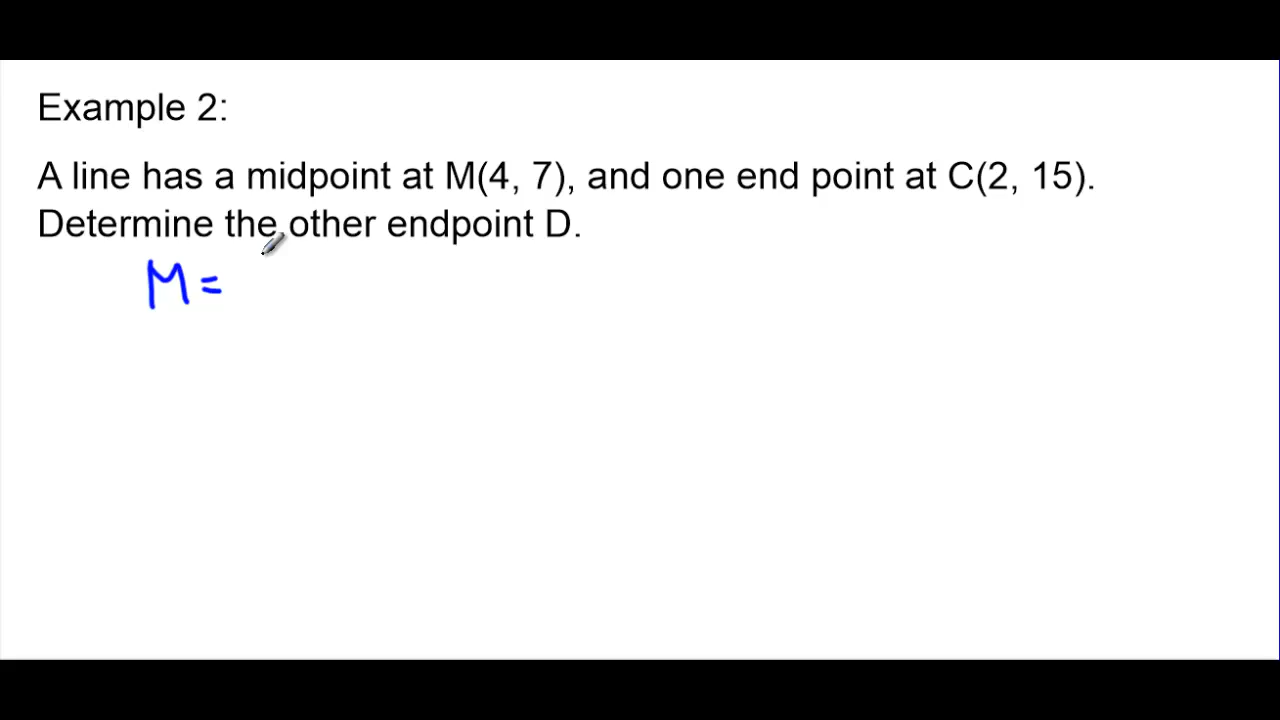 Example 2:
A line has a midpoint at M(4, 7), and one end point at C(2, 15).
Determine the other endpoint D.
M=